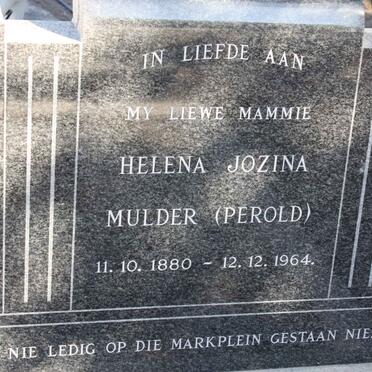 IN LIEFDE AAN
MY LIEWE MAMMIE
HELENA JOZINA
MULDER (PEROLD)
11. 10. 1880 - 12. 12. 1964.
NIE LEDIG OP DIE MARKPLEIN GESTAAN NIE.